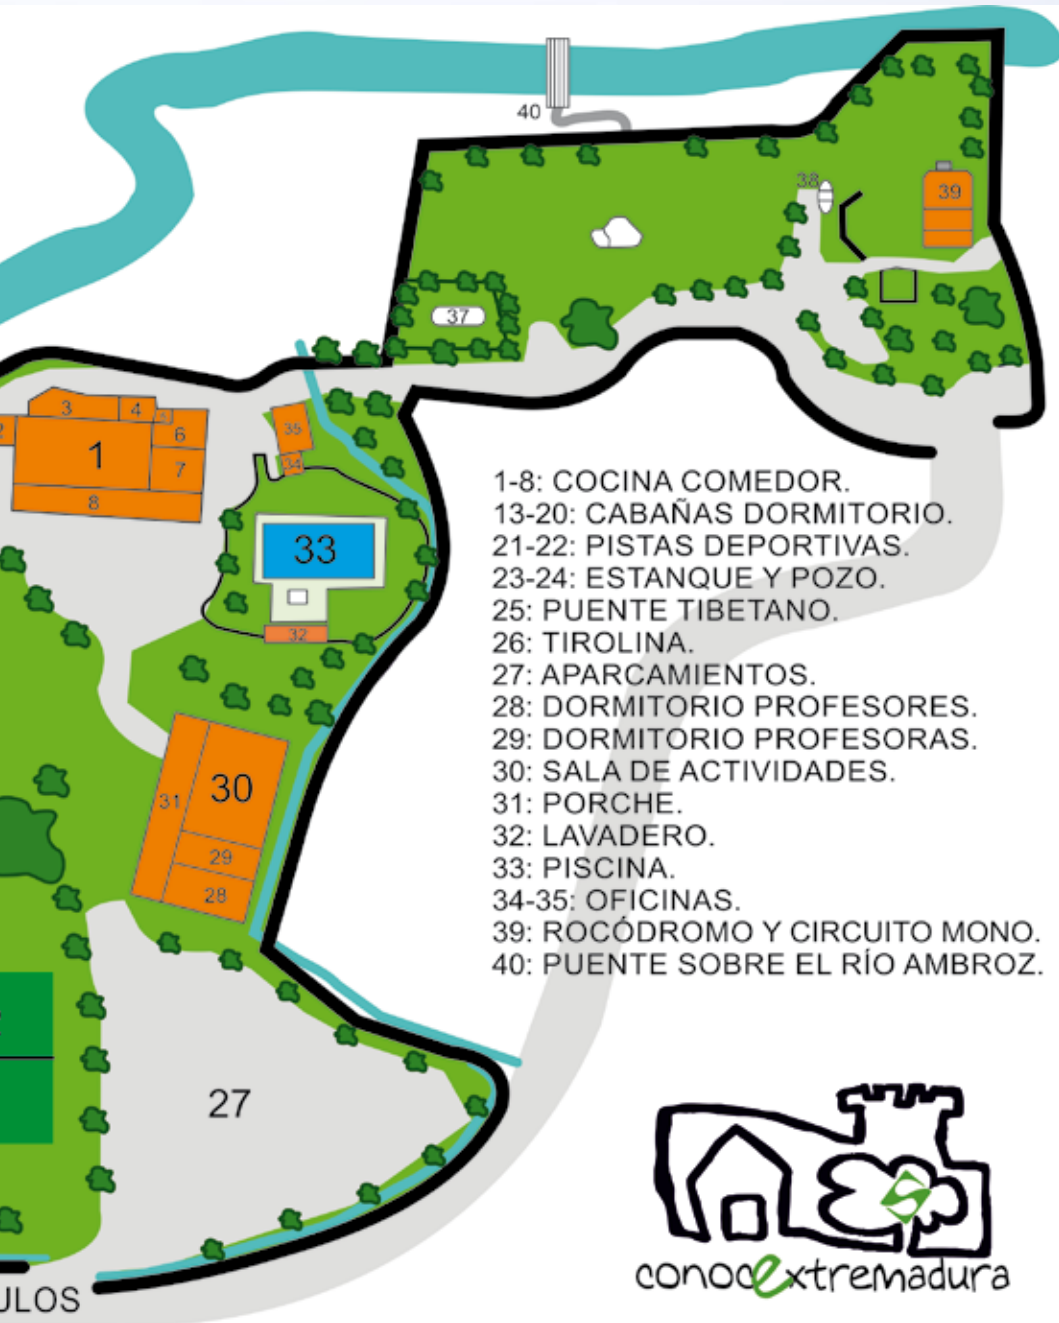 40
38
39
37
3
4
5
6
2
1
7
8
35
34
33
32
1-8: COCINA COMEDOR.
13-20: CABAÑAS DORMITORIO.
21-22: PISTAS DEPORTIVAS.
23-24: ESTANQUE Y POZO.
25: PUENTE TIBETANO.
26: TIROLINA.
27: APARCAMIENTOS.
28: DORMITORIO PROFESORES.
29: DORMITORIO PROFESORAS.
30: SALA DE ACTIVIDADES.
31: PORCHE.
32: LAVADERO.
33: PISCINA.
34-35: OFICINAS.
39: ROCÓDROMO Y CIRCUITO MONO.
40: PUENTE SOBRE EL RÍO AMBROZ.
30
31
29
28
27
ULOS
conocextremadura